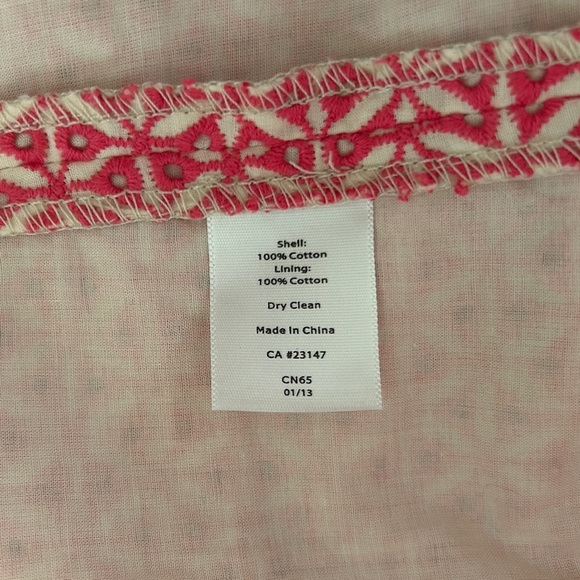 Shell:
100% Cotton
Lining:
100% Cotton
Dry Clean
Made In China
CA #23147
CN65
01/13